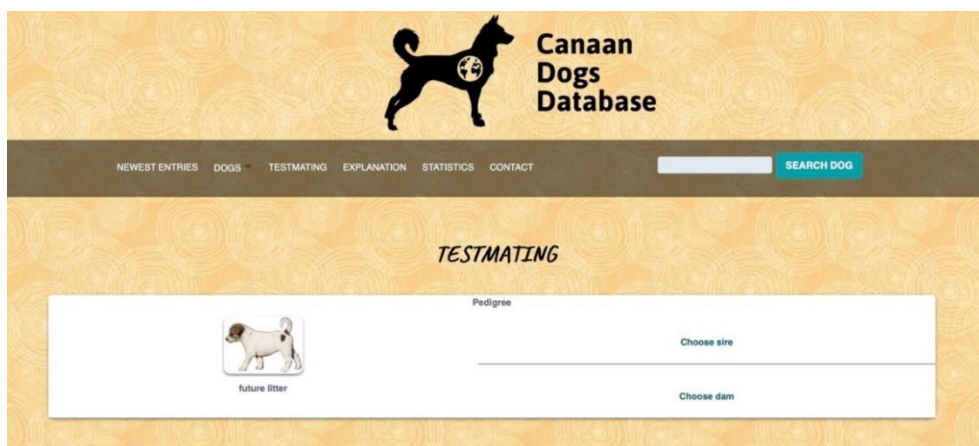 Canaan
Dogs
Database
NEWEST ENTRIES DOGS TESTMATING EXPLANATION STATISTICS CONTACT SEARCH DOG
TESTMATING
Pedigree
Choose sire
future litter
Choose dam